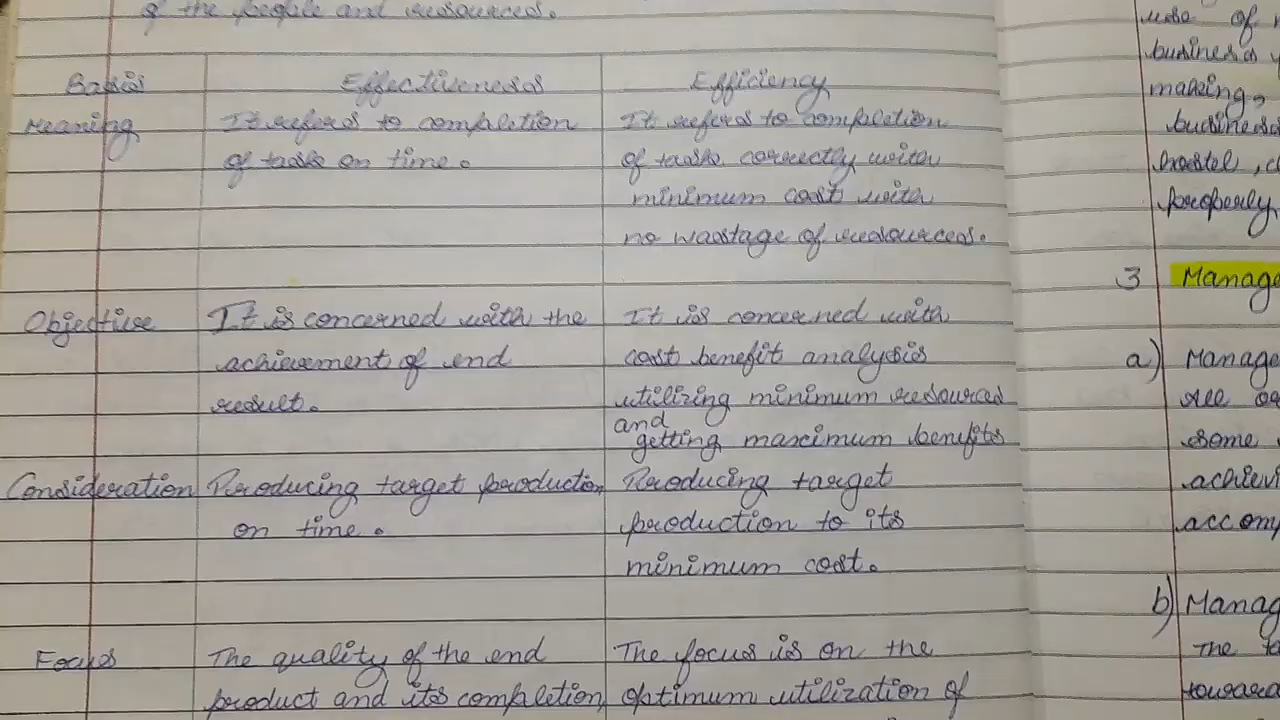 of the people and resources.
Basis Effectiveness Efficiency
Meaning It refers to completion It refers to completion
of tasks on time. of tasks correctly with
minimum cost with
no wastage of resources.
Objective It is concerned with the It is concerned with
achievement of end cost benefit analysis
result. utilizing minimum resources
and
getting maximum benefits
Consideration Producing target production Producing target
on time. production to its
minimum cost.
Focus The quality of the end The focus is on the
product and its completion, optimum utilization of
use of
business
making,
business
hostel, c
properly
3 Manage
a) Manage
see
some
achievi
accomp
b) Manag
the ta
toward